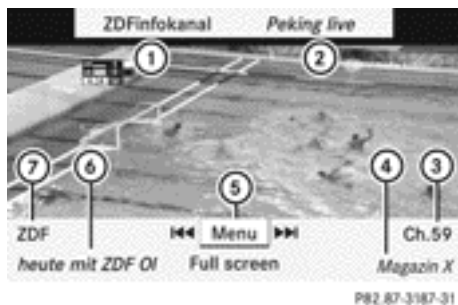 ZDFinfokanal Peking live
1 2
7 6 5 4 3
ZDF Menu Ch.59
heute mit ZDF Ol Full screen Magazin X
P82.87-3187-31